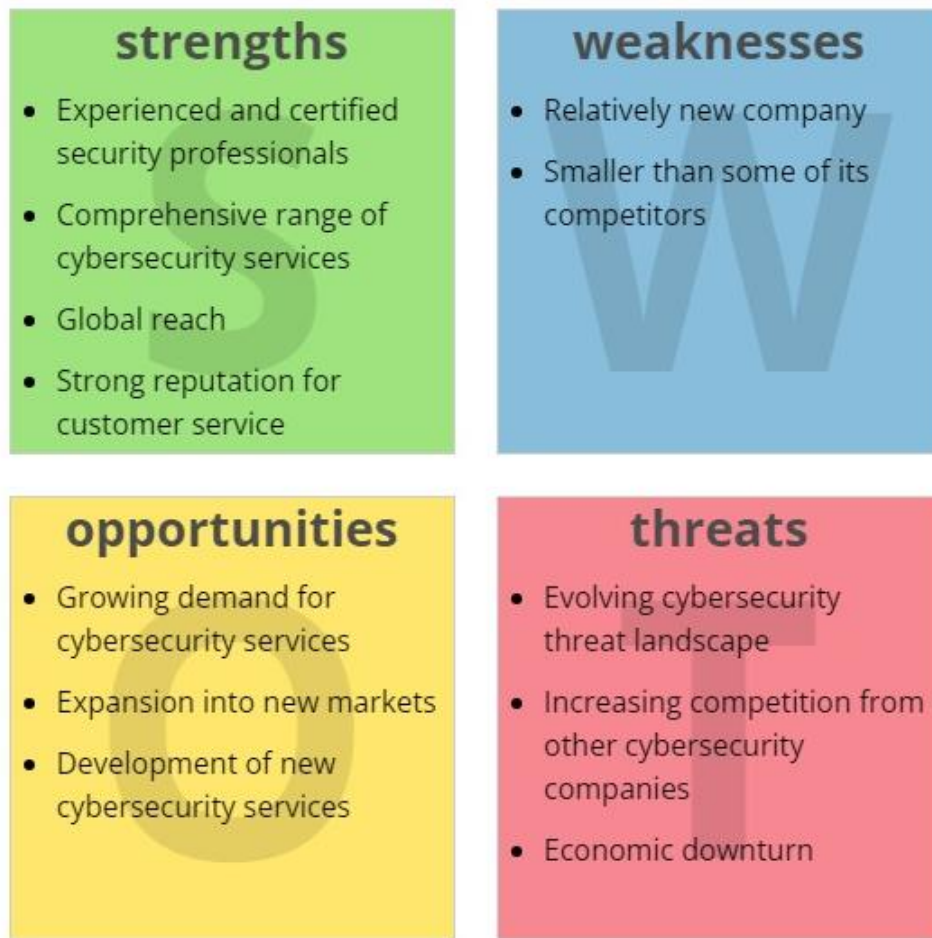 strengths
• Experienced and certified
security professionals
• Comprehensive range of
cybersecurity services
• Global reach
• Strong reputation for
customer service
S
weaknesses
• Relatively new company
• Smaller than some of its
competitors
W
opportunities
• Growing demand for
cybersecurity services
• Expansion into new markets
• Development of new
cybersecurity services
O
threats
• Evolving cybersecurity
threat landscape
• Increasing competition from
other cybersecurity
companies
• Economic downturn
T